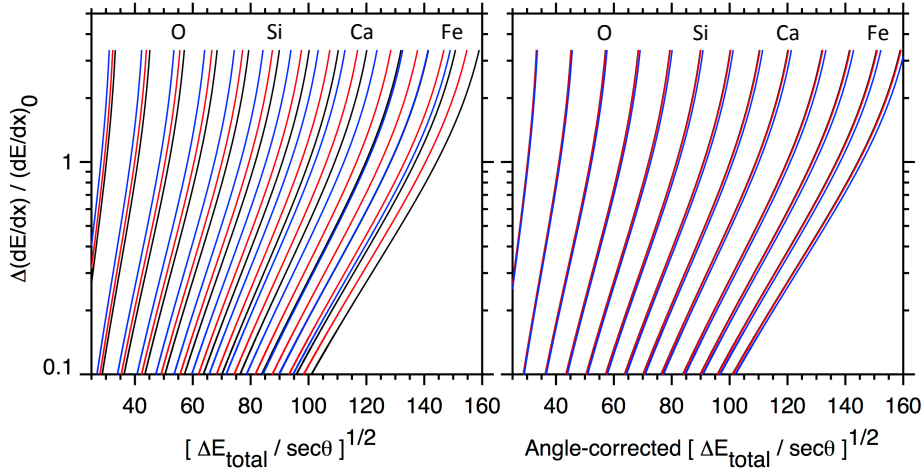 O Si Ca Fe
O Si Ca Fe
1
0.1
Δ(dE/dx) / (dE/dx)0
40 60 80 100 120 140 160
40 60 80 100 120 140 160
[ ΔEtotal / secθ ]1/2
Angle-corrected [ ΔEtotal / secθ ]1/2